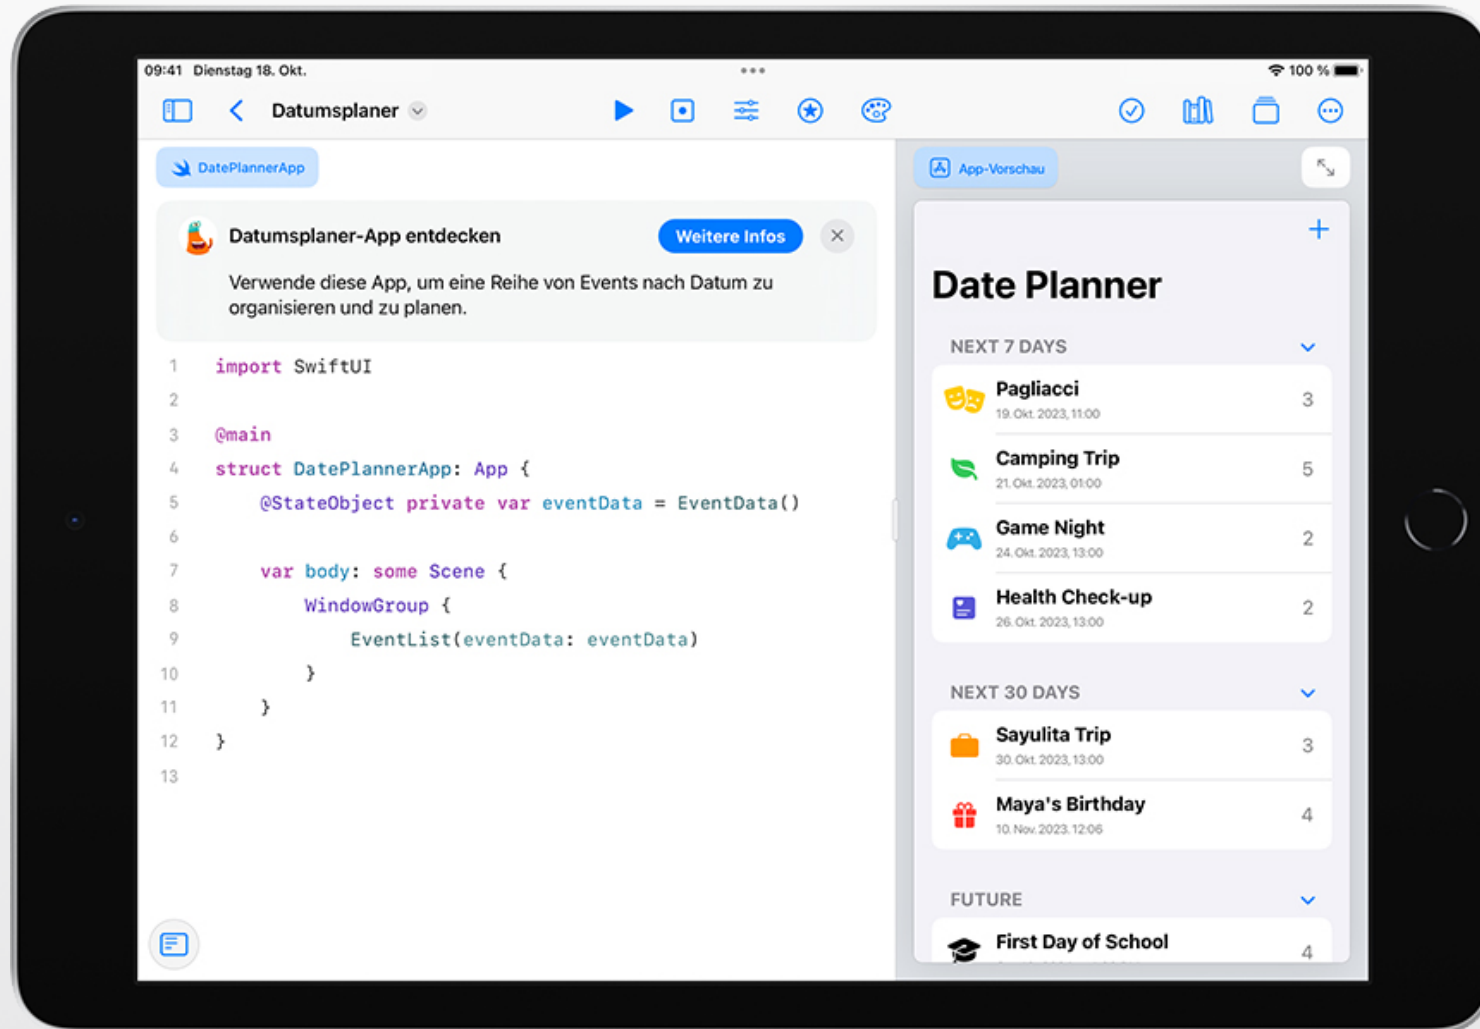 09:41 Dienstag 18. Okt.
100 %
Datumsplaner
DatePlannerApp
Datumsplaner-App entdecken
Weitere Infos
Verwende diese App, um eine Reihe von Events nach Datum zu
organisieren und zu planen.
1 import SwiftUI
2
3 @main
4 struct DatePlannerApp: App {
5 @StateObject private var eventData = EventData()
6
7 var body: some Scene {
8 WindowGroup {
9 EventList(eventData: eventData)
10 }
11 }
12 }
13
App-Vorschau
Date Planner
NEXT 7 DAYS
Pagliacci
3
19. Okt. 2023, 11:00
Camping Trip
5
21. Okt. 2023, 01:00
Game Night
2
24. Okt. 2023, 13:00
Health Check-up
2
26. Okt. 2023, 13:00
NEXT 30 DAYS
Sayulita Trip
3
30. Okt. 2023, 13:00
Maya's Birthday
4
10. Nov. 2023. 12:06
FUTURE
First Day of School
4